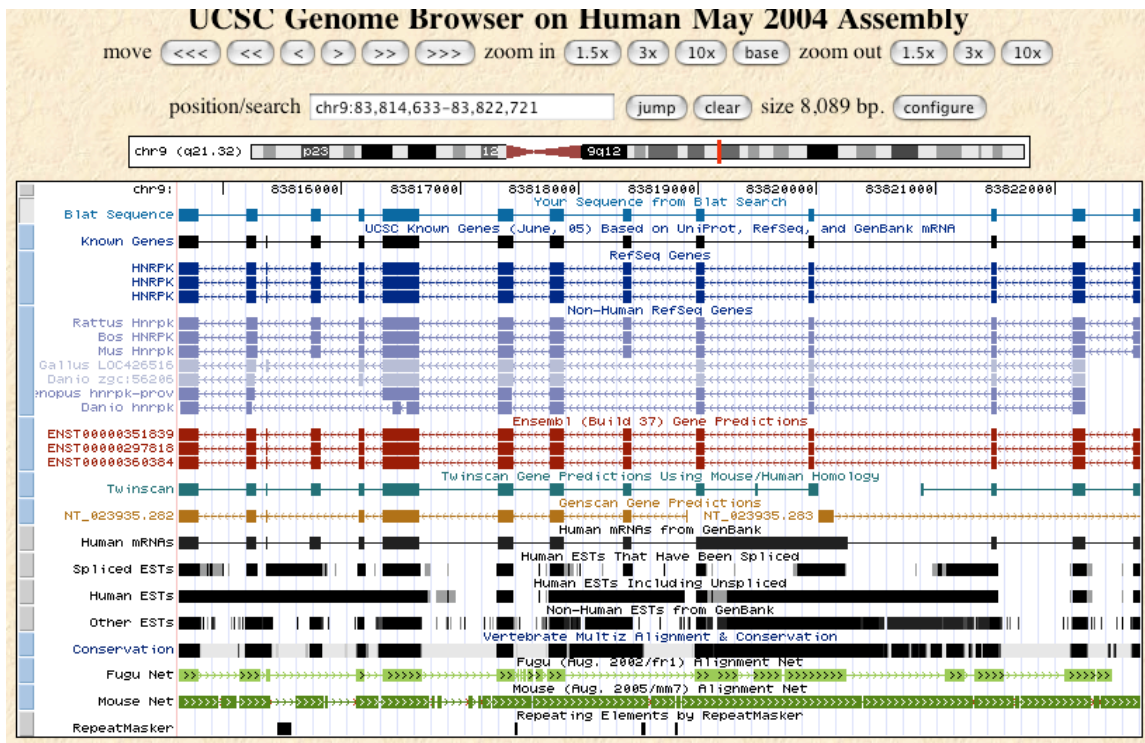 UCSC Genome Browser on Human May 2004 Assembly
move <<< << < > >> >>> zoom in 1.5x 3x 10x base zoom out 1.5x 3x 10x
position/search chr9:83,814,633-83,822,721 jump clear size 8,089 bp. configure
chr9 (q21.32) p23 12 9q12
chr9: 83816000| 83817000| 83818000| 83819000| 83820000| 83821000| 83822000|
Your Sequence from Blat Search
Blat Sequence
UCSC Known Genes (June, 05) Based on UniProt, RefSeq, and GenBank mRNA
Known Genes
RefSeq Genes
HNRPK
HNRPK
HNRPK
Non-Human RefSeq Genes
Rattus Hnrpk
Bos HNRPK
Mus Hnrpk
Gallus LOC426516
Danio zgc:56206
enopus hnrpk-prov
Danio hnrpk
Ensembl (Build 37) Gene Predictions
ENST00000351839
ENST00000297818
ENST00000360384
Twinscan Gene Predictions Using Mouse/Human Homology
Twinscan
Genscan Gene Predictions
NT_023935.282 NT_023935.283
Human mRNAs from GenBank
Human mRNAs
Human ESTs That Have Been Spliced
Spliced ESTs
Human ESTs Including Unspliced
Human ESTs
Non-Human ESTs from GenBank
Other ESTs
Vertebrate Multiz Alignment & Conservation
Conservation
Fugu (Aug. 2002/fr1) Alignment Net
Fugu Net
Mouse (Aug. 2005/mm7) Alignment Net
Mouse Net
Repeating Elements by RepeatMasker
RepeatMasker